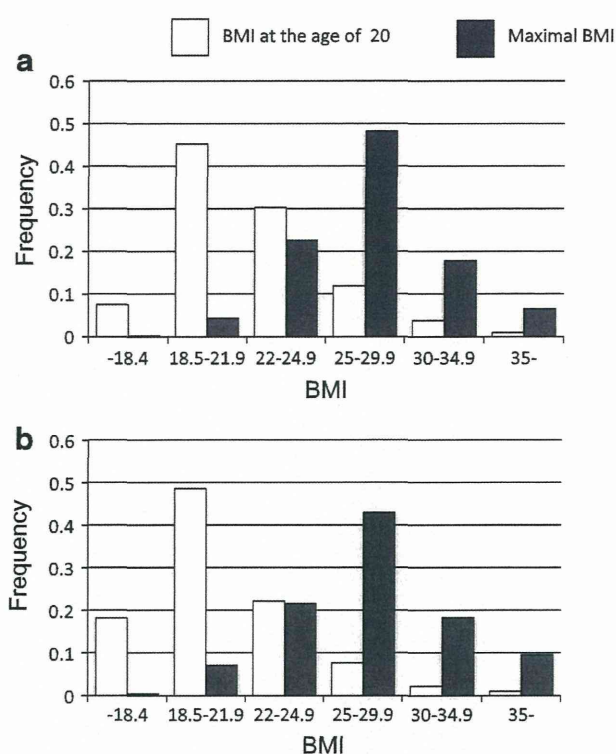 BMI at the age of 20 Maximal BMI
a
0.6
0.5
0.4
0.3
0.2
0.1
0
Frequency
-18.4 18.5-21.9 22-24.9 25-29.9 30-34.9 35-
BMI
b
0.6
0.5
0.4
0.3
0.2
0.1
0
Frequency
-18.4 18.5-21.9 22-24.9 25-29.9 30-34.9 35-
BMI